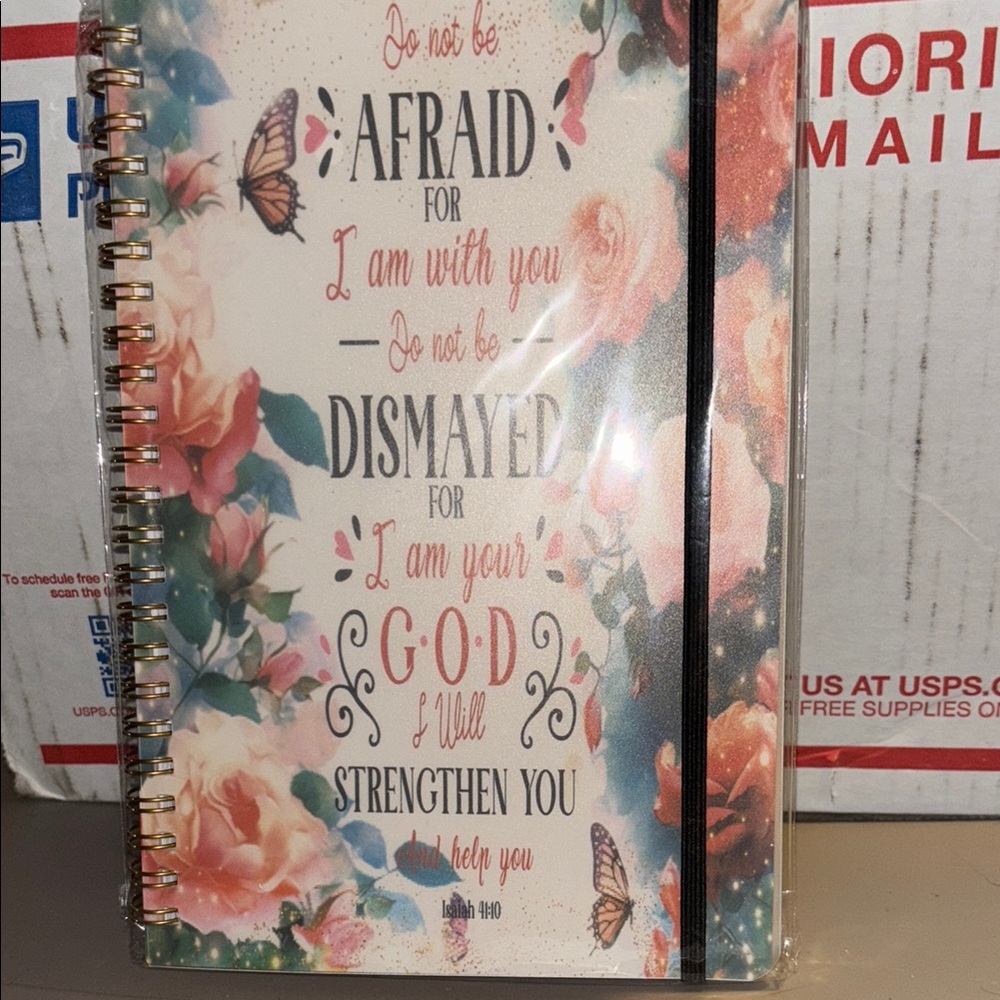 Do not be
AFRAID
FOR
I am with you
Do not be
DISMAYED
FOR
I am your
G·O·D
I Will
STRENGTHEN YOU
And help you
Isaiah 41:10
IORI
MAIL
To schedule free
scan the
USPS.C
US AT USPS.C
FREE SUPPLIES ON